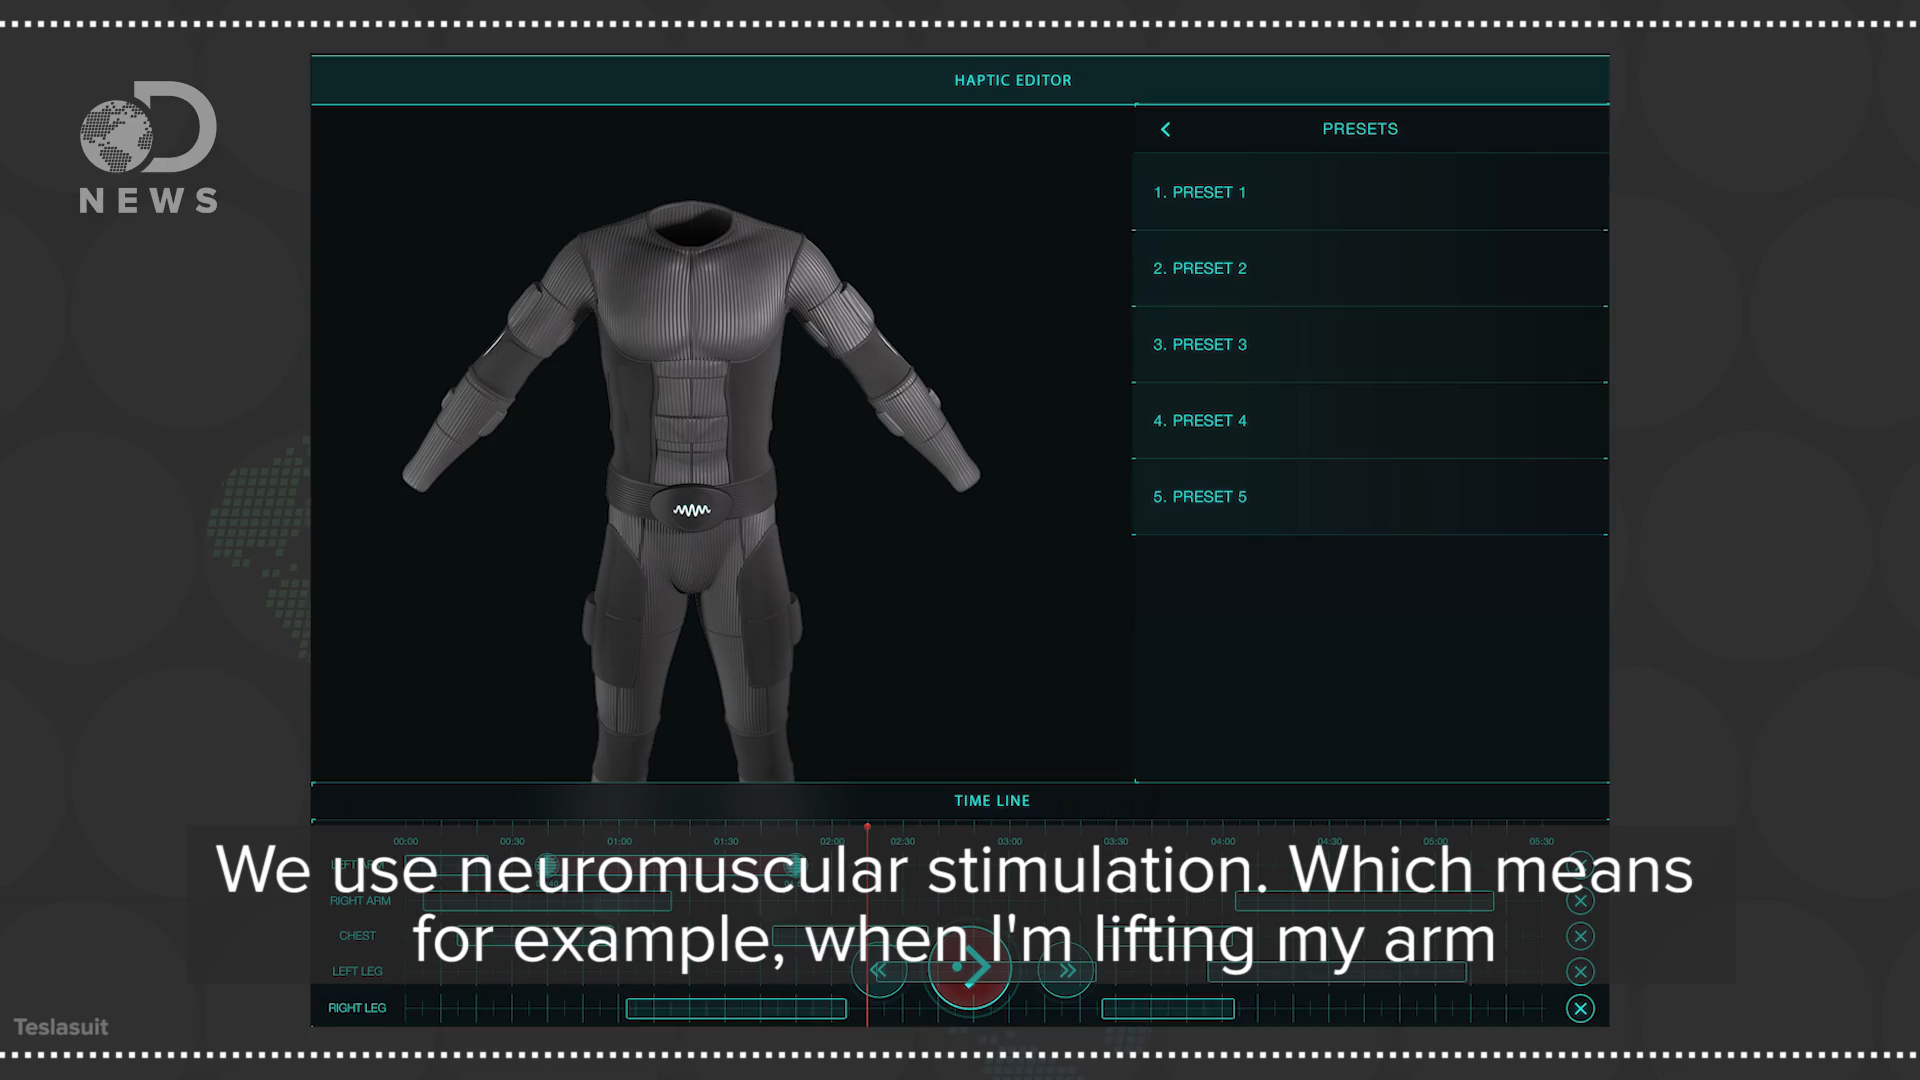 HAPTIC EDITOR
NEWS
PRESETS
1. PRESET 1
2. PRESET 2
3. PRESET 3
4. PRESET 4
5. PRESET 5
TIME LINE
00:00 00:30 01:00 01:30 02:00 02:30 03:00 03:30 04:00 04:30 05:00 05:30
LEFT ARM
We use neuromuscular stimulation. Which means
RIGHT ARM
for example, when I'm lifting my arm
CHEST
LEFT LEG
RIGHT LEG
Teslasuit